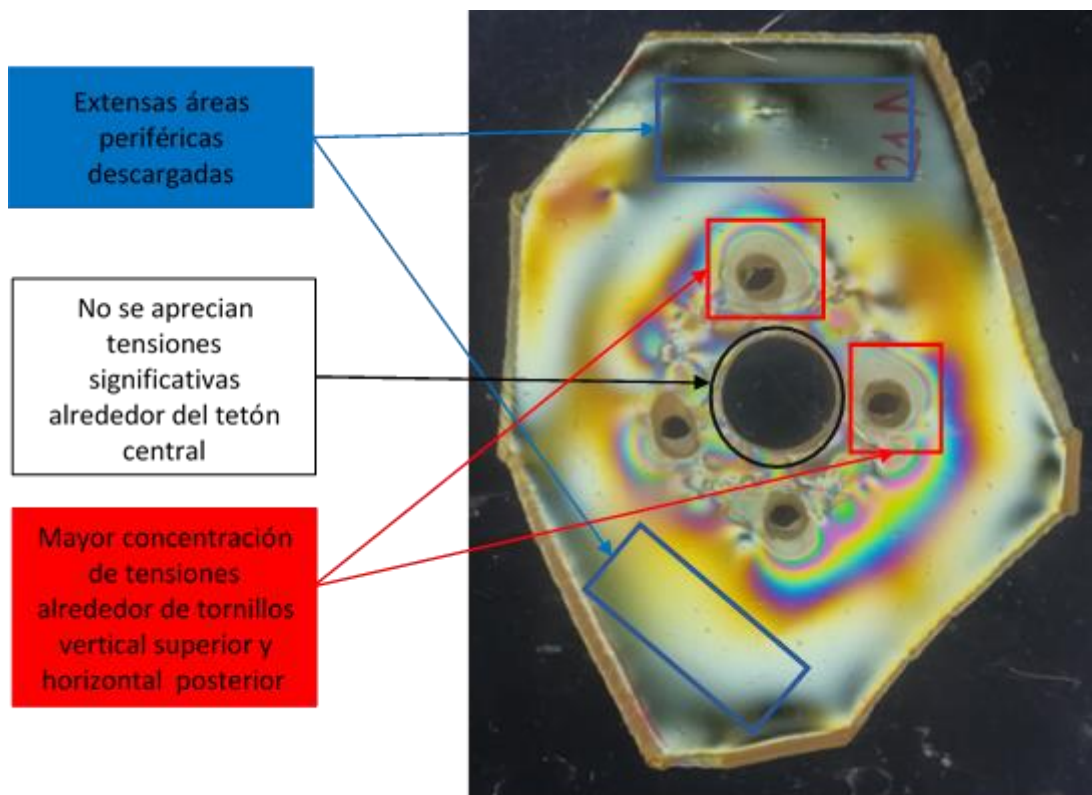 Extensas áreas
periféricas
descargadas
No se aprecian
tensiones
significativas
alrededor del tetón
central
Mayor concentración
de tensiones
alrededor de tornillos
vertical superior y
horizontal posterior